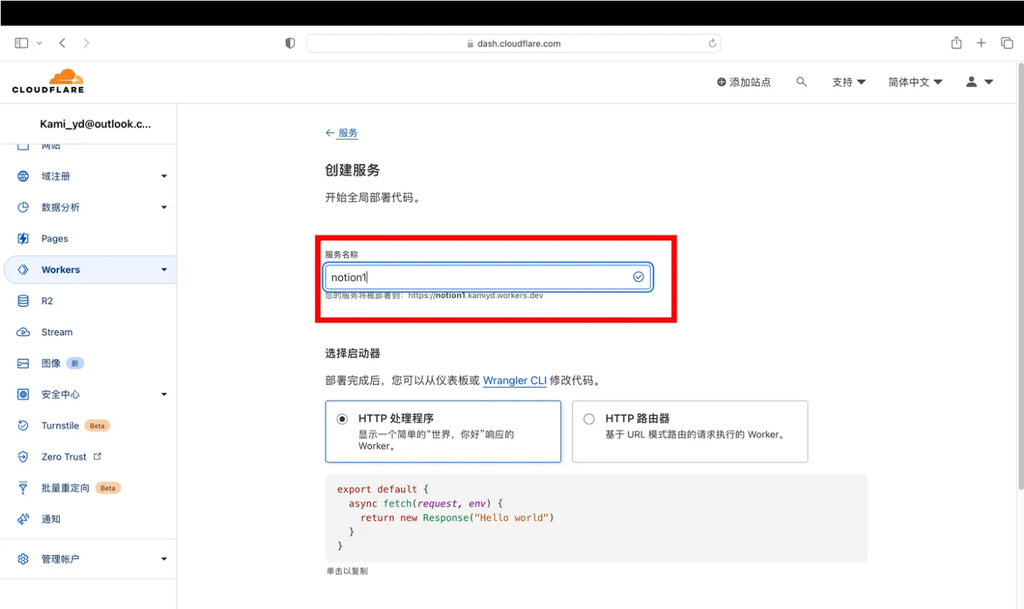 dash.cloudflare.com
CLOUDFLARE
添加站点
支持
简体中文
Kami_yd@outlook.c...
网站
域注册
数据分析
Pages
Workers
R2
Stream
图像 新
安全中心
Turnstile Beta
Zero Trust
批量重定向 Beta
通知
管理帐户
← 服务
创建服务
开始全局部署代码。
服务名称
notion1
您的服务将被部署到：https://notion1.kamiyd.workers.dev
选择启动器
部署完成后，您可以从仪表板或 Wrangler CLI 修改代码。
HTTP 处理程序
显示一个简单的“世界，你好”响应的
Worker。
HTTP 路由器
基于 URL 模式路由的请求执行的 Worker。
export default {
async fetch(request, env) {
return new Response("Hello world")
}
}
单击以复制